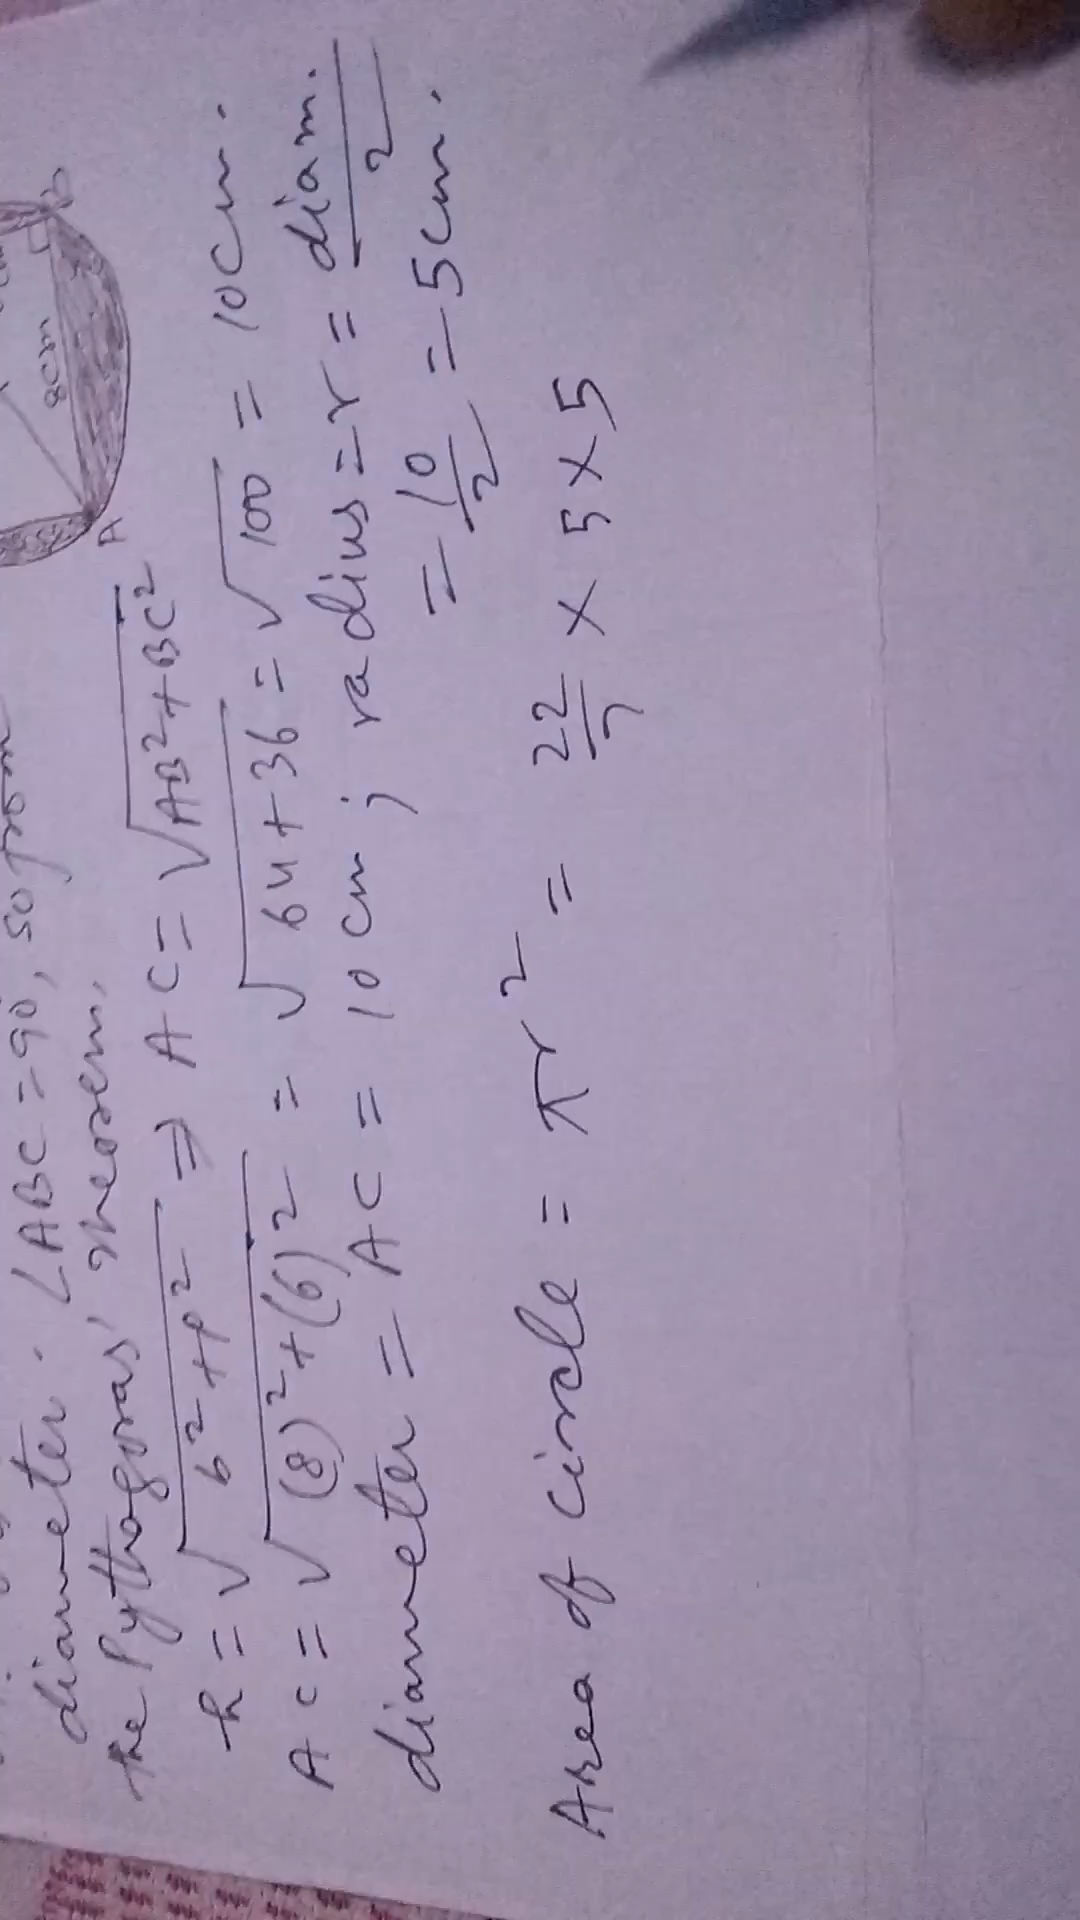 8cm
A
B
diameter. ∠ABC = 90, so from
the Pythagoras' theorem.
h = √b²+p² ⇒ AC = √AB²+BC²
AC = √(8)²+(6)² = √64+36 = √100 = 10cm.
diameter = AC = 10cm; radius = r = diam./2
= 10/2 = 5cm.
Area of circle = πr² = 22/7 × 5 × 5